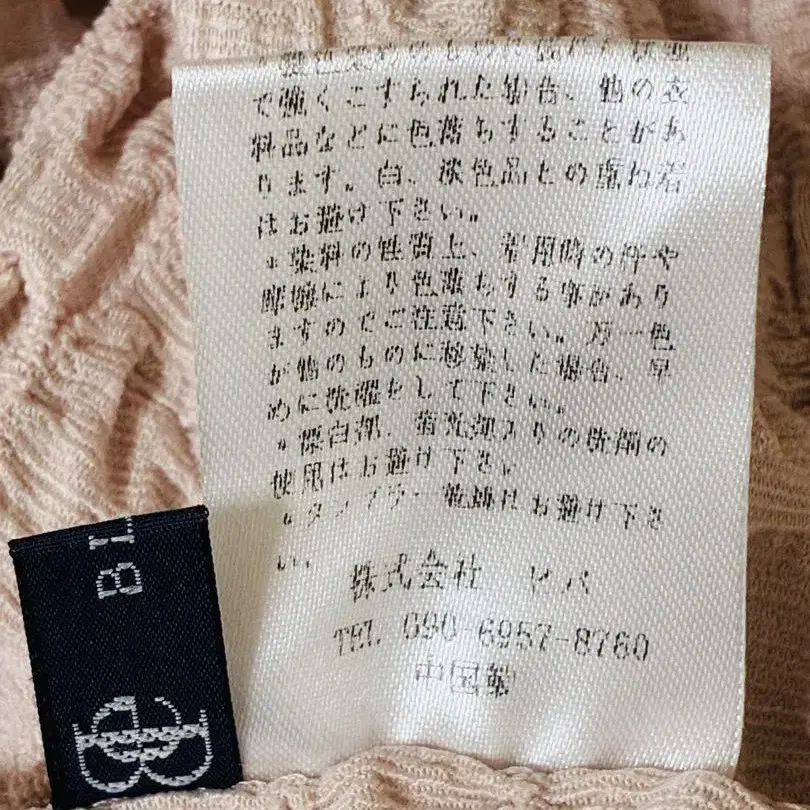 で強くこすられた場合、他の衣
料品などに色落ちすることがあ
ります。白、淡色品との重ね着
はお避け下さい。
*染料の性質上、着用時の汗や
摩擦により色落ちする事があり
ますのでご注意下さい。万一色
が他のものに移染した場合、早
めに洗濯をして下さい。
*漂白剤、蛍光剤入りの洗剤の
使用はお避け下さい。
*タンブラー乾燥はお避け下さ
い。
株式会社
TEL 090-6957-8760
中国製
BL